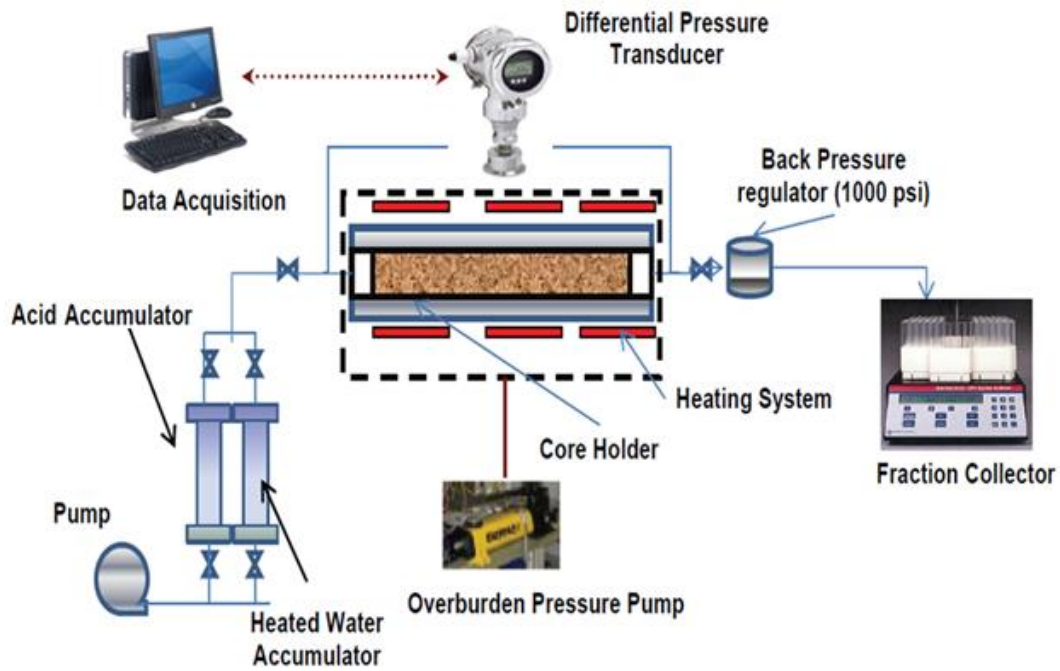 Differential Pressure
Transducer
Data Acquisition
Back Pressure
regulator (1000 psi)
Acid Accumulator
Heating System
Core Holder
Fraction Collector
Pump
Overburden Pressure Pump
Heated Water
Accumulator